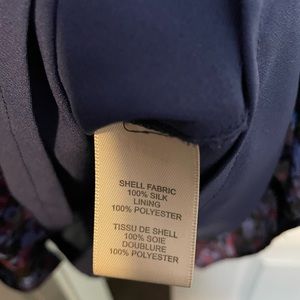 SHELL FABRIC
100% SILK
LINING
100% POLYESTER
TISSU DE SHELL
100% SOIE
DOUBLURE
100% POLYESTER